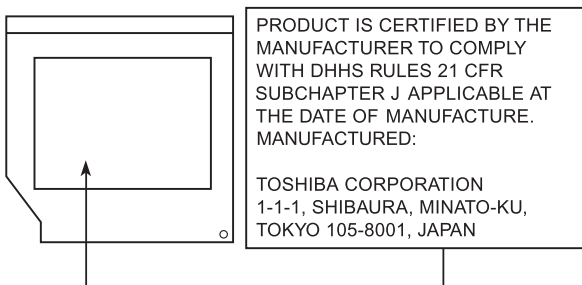 PRODUCT IS CERTIFIED BY THE
MANUFACTURER TO COMPLY
WITH DHHS RULES 21 CFR
SUBCHAPTER J APPLICABLE AT
THE DATE OF MANUFACTURE.
MANUFACTURED:
TOSHIBA CORPORATION
1-1-1, SHIBAURA, MINATO-KU,
TOKYO 105-8001, JAPAN